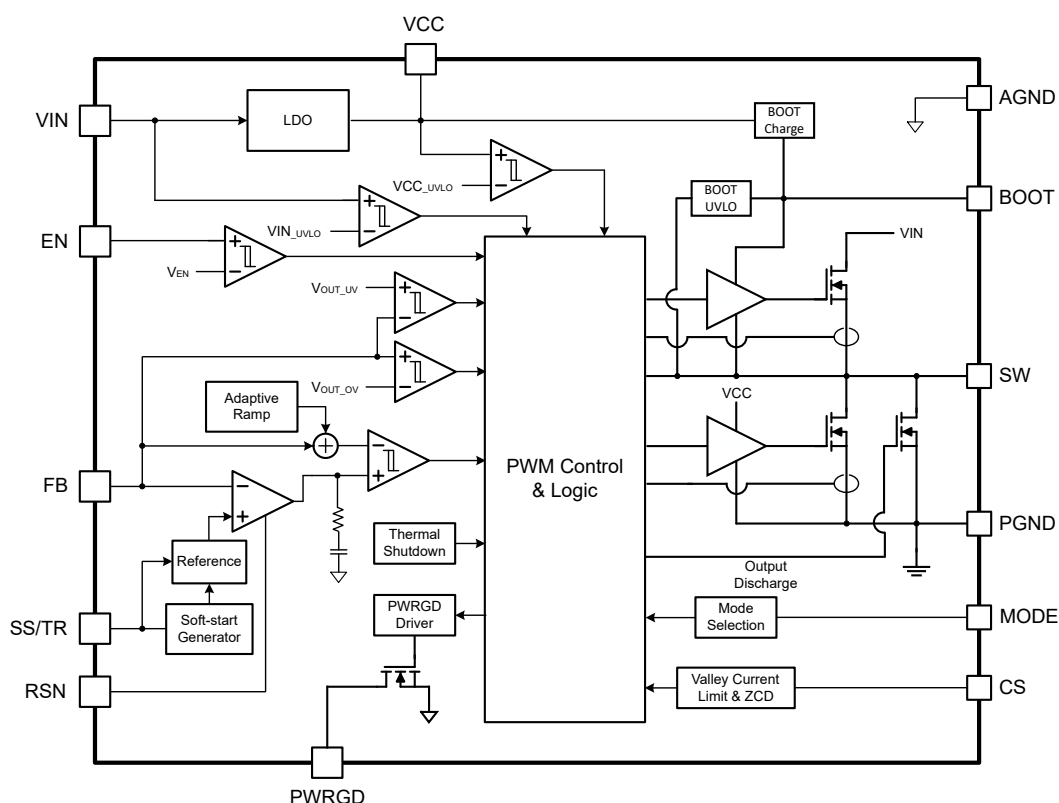 VCC
VIN
LDO
BOOT
Charge
AGND
VCC_UVLO
BOOT
UVLO
BOOT
VIN_UVLO
EN
VEN
VIN
VOUT_UV
VOUT_OV
SW
VCC
Adaptive
Ramp
PWM Control
& Logic
FB
Thermal
Shutdown
PGND
Reference
Output
Discharge
Soft-start
Generator
SS/TR
PWRGD
Driver
Mode
Selection
MODE
RSN
Valley Current
Limit & ZCD
CS
PWRGD